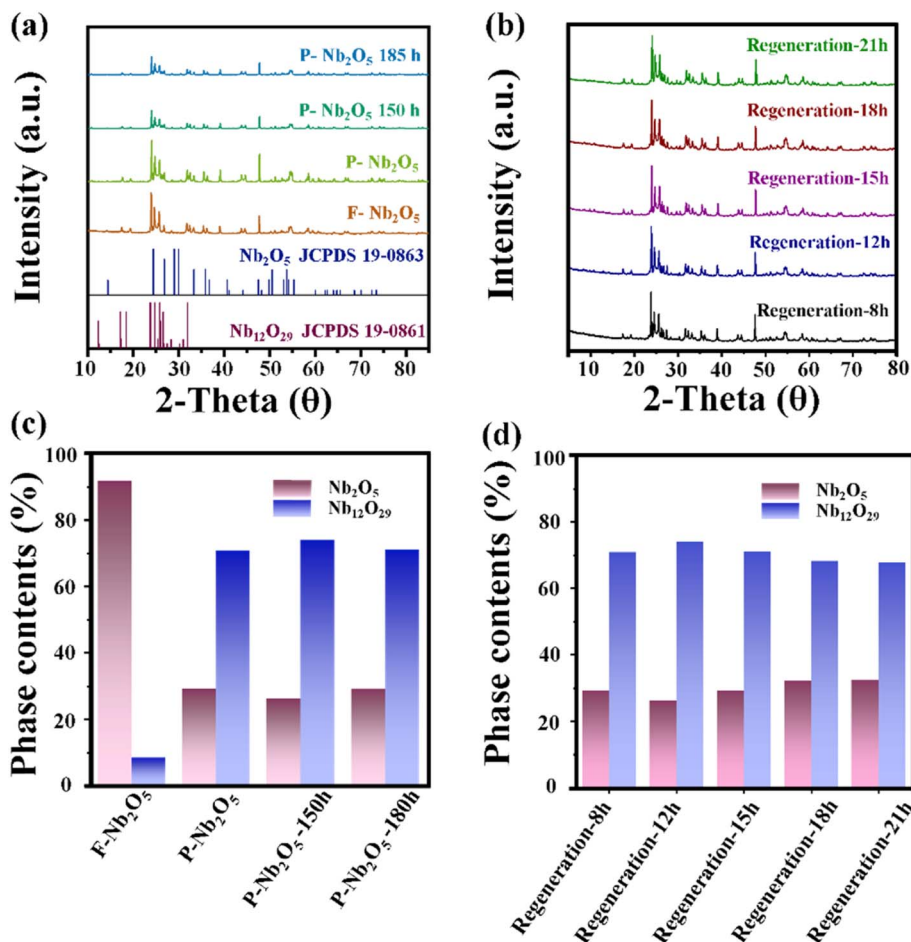 (a)
P- Nb₂O₅ 185 h
P- Nb₂O₅ 150 h
P- Nb₂O₅
F- Nb₂O₅
Nb₂O₅ JCPDS 19-0863
Nb₁₂O₂₉ JCPDS 19-0861
Intensity (a.u.)
10 20 30 40 50 60 70 80
2-Theta (θ)
(b)
Regeneration-21h
Regeneration-18h
Regeneration-15h
Regeneration-12h
Regeneration-8h
Intensity (a.u.)
10 20 30 40 50 60 70 80
2-Theta (θ)
(c)
100
80
60
40
20
0
Phase contents (%)
Nb₂O₅
Nb₁₂O₂₉
F-Nb₂O₅
P-Nb₂O₅
P-Nb₂O₅-150h
P-Nb₂O₅-180h
(d)
100
80
60
40
20
0
Phase contents (%)
Nb₂O₅
Nb₁₂O₂₉
Regeneration-8h
Regeneration-12h
Regeneration-15h
Regeneration-18h
Regeneration-21h